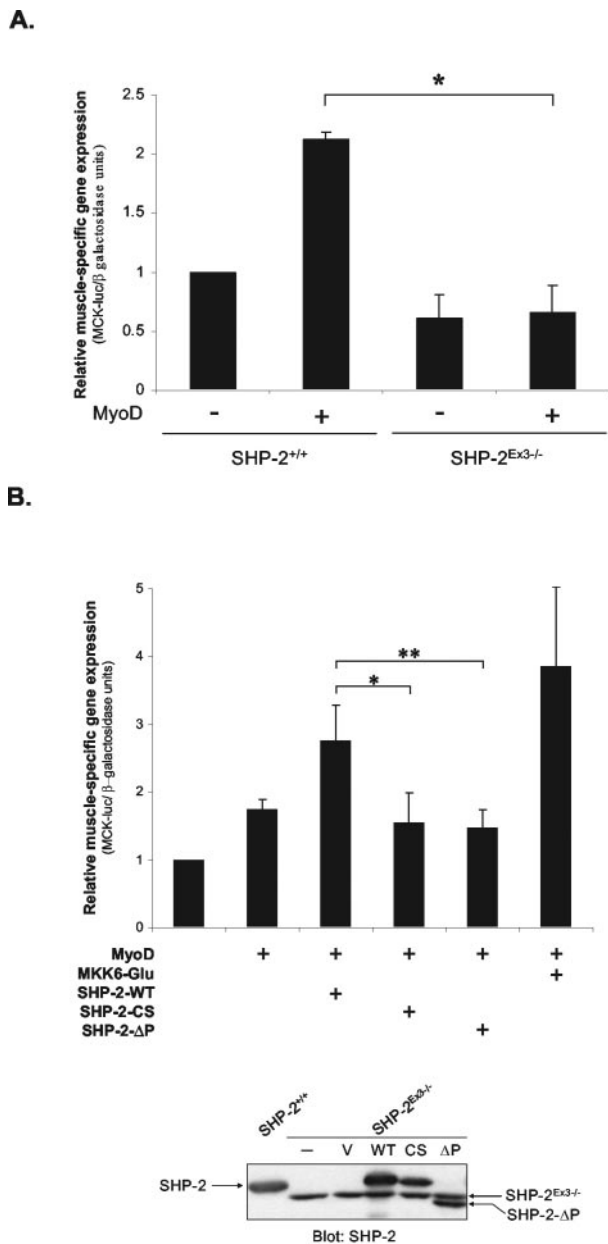 A.
Relative muscle-specific gene expression
(MCK-luc/β galactosidase units)
2.5
2
1.5
1
0.5
0
*
MyoD - + - +
SHP-2+/+ SHP-2Ex3-/-
B.
Relative muscle-specific gene expression
(MCK-luc/ β-galactosidase units)
5
4
3
2
1
0
**
*
MyoD + + + + +
MKK6-Glu +
SHP-2-WT +
SHP-2-CS +
SHP-2-ΔP +
SHP-2+/+ SHP-2Ex3-/-
– V WT CS ΔP
SHP-2
SHP-2Ex3-/-
SHP-2-ΔP
Blot: SHP-2